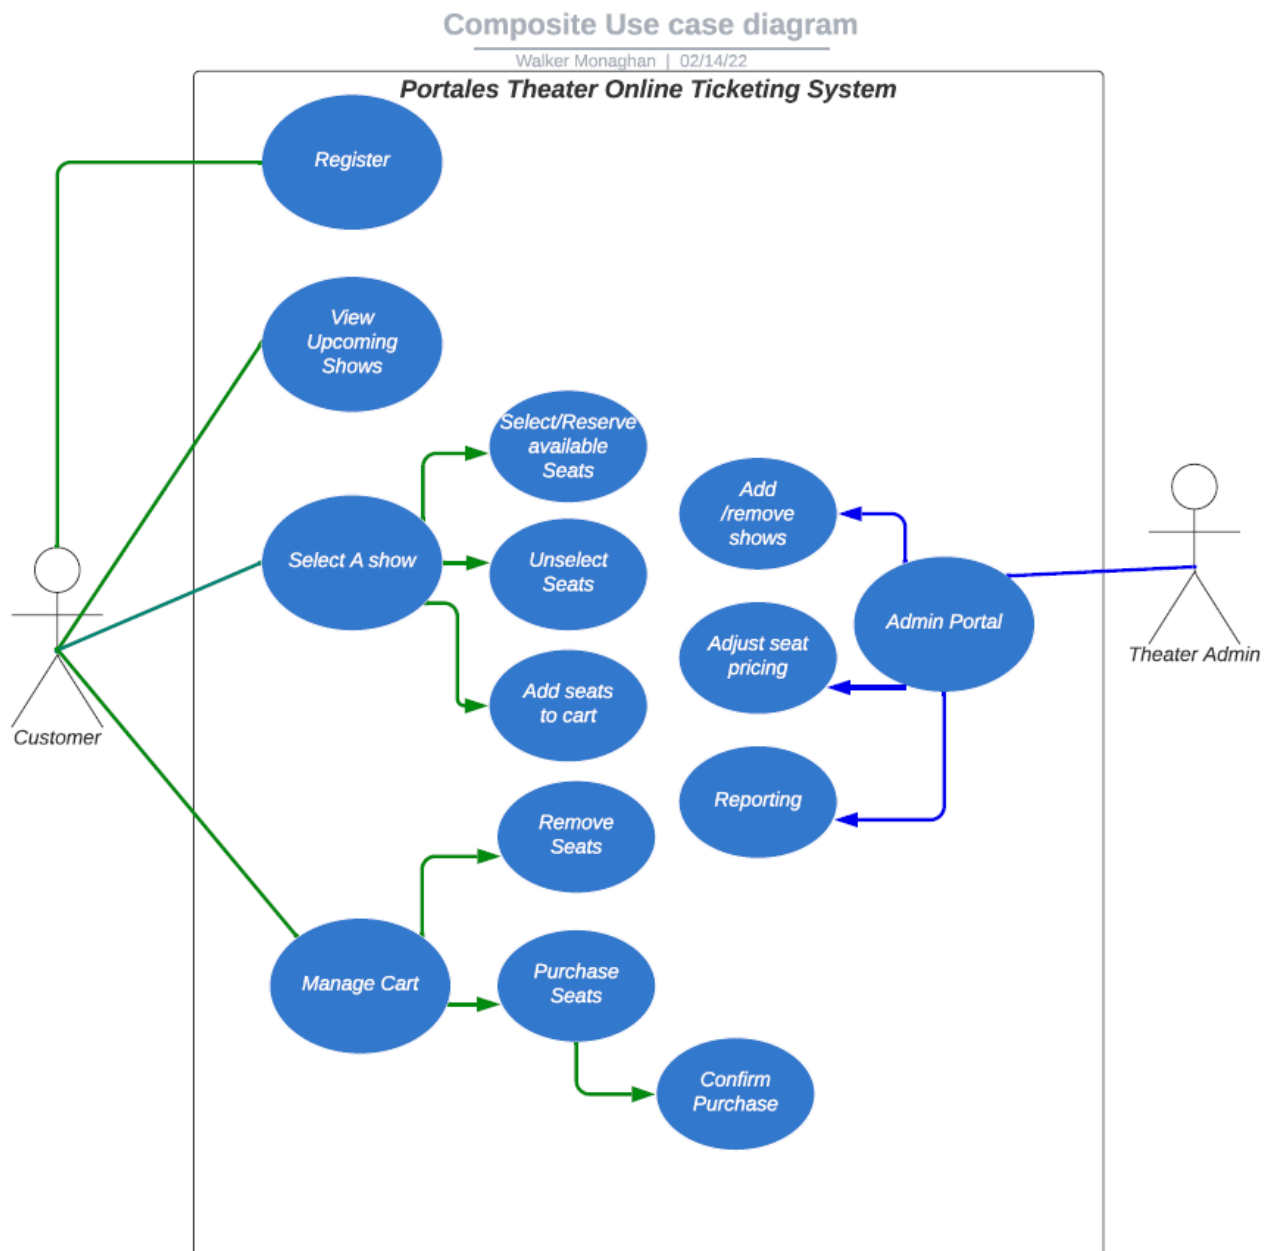 Composite Use case diagram
Walker Monaghan | 02/14/22
Portales Theater Online Ticketing System
Register
View
Upcoming
Shows
Select/Reserve
available
Seats
Select A show
Unselect
Seats
Add seats
to cart
Add
/remove
shows
Admin Portal
Adjust seat
pricing
Reporting
Theater Admin
Customer
Remove
Seats
Manage Cart
Purchase
Seats
Confirm
Purchase